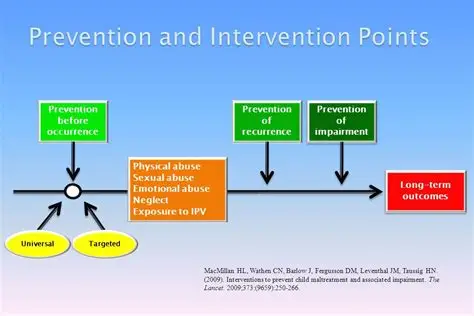 Prevention and Intervention Points
Prevention
before
occurrence
Prevention
of
recurrence
Prevention
of
impairment
Physical abuse
Sexual abuse
Emotional abuse
Neglect
Exposure to IPV
Long-term
outcomes
Universal
Targeted
MacMillan HL, Wathen CN, Barlow J, Fergusson DM, Leventhal JM, Taussig HN.
(2009). Interventions to prevent child maltreatment and associated impairment. The
Lancet. 2009;373(9659):250-266.